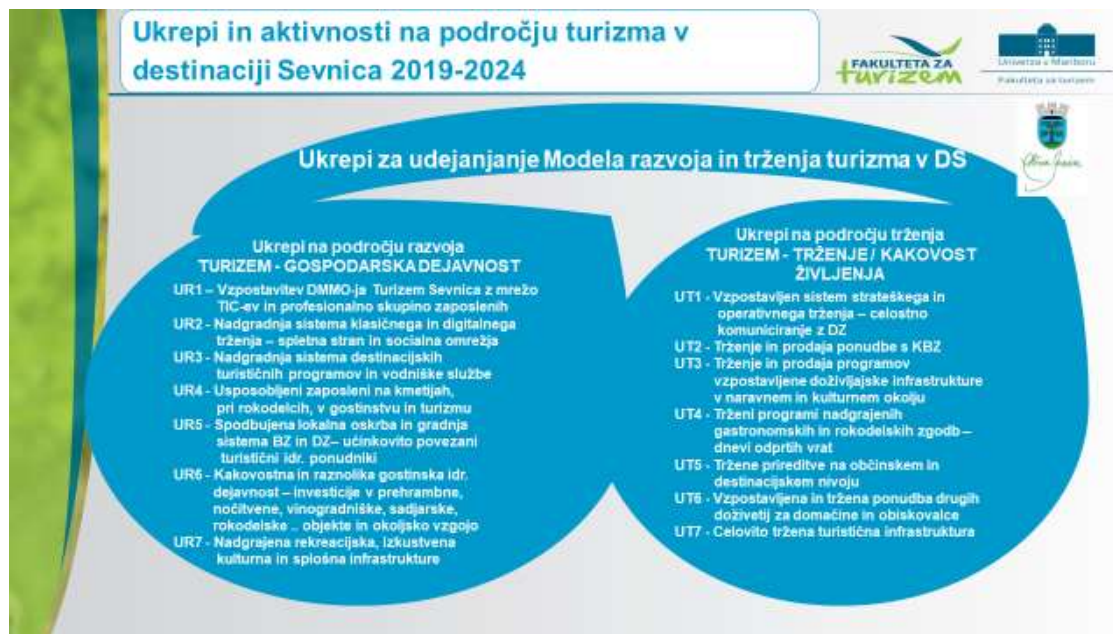 Ukrepi in aktivnosti na področju turizma v
destinaciji Sevnica 2019-2024
FAKULTETA ZA
turizem
Univerza v Mariboru
Fakulteta za turizem
Ukrepi za udejanjanje Modela razvoja in trženja turizma v DS
Ukrepi na področju razvoja
TURIZEM - GOSPODARSKA DEJAVNOST
UR1 – Vzpostavitev DMMO-ja Turizem Sevnica z mrežo
TIC-ev in profesionalno skupino zaposlenih
UR2 - Nadgradnja sistema klasičnega in digitalnega
trženja – spletna stran in socialna omrežja
UR3 - Nadgradnja sistema destinacijskih
turističnih programov in vodniške službe
UR4 - Usposobljeni zaposleni na kmetijah,
pri rokodelcih, v gostinstvu in turizmu
UR5 - Spodbujena lokalna oskrba in gradnja
sistema BZ in DZ– učinkovito povezani
turistični idr. ponudniki
UR6 - Kakovostna in raznolika gostinska idr.
dejavnost – investicije v prehrambne,
nočitvene, vinogradniške, sadjarske,
rokodelske .. objekte in okoljsko vzgojo
UR7 - Nadgrajena rekreacijska, izkustvena
kulturna in splošna infrastrukture
Ukrepi na področju trženja
TURIZEM - TRŽENJE / KAKOVOST
ŽIVLJENJA
UT1 - Vzpostavljen sistem strateškega in
operativnega trženja – celostno
komuniciranje z DZ
UT2 - Trženje in prodaja ponudbe s KBZ
UT3 - Trženje in prodaja programov
vzpostavljene doživljajske infrastrukture
v naravnem in kulturnem okolju
UT4 - Trženi programi nadgrajenih
gastronomskih in rokodelskih zgodb –
dnevi odprtih vrat
UT5 - Tržene prireditve na občinskem in
destinacijskem nivoju
UT6 - Vzpostavljena in tržena ponudba drugih
doživetij za domačine in obiskovalce
UT7 - Celovito tržena turistična infrastruktura